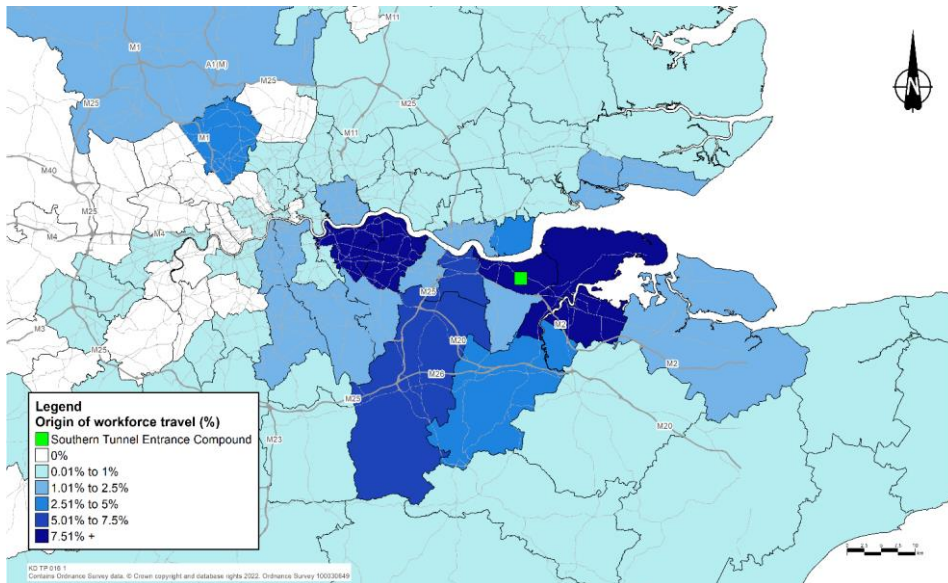 M11
M1
A1(M)
M25
M25
M25
M1
M11
M40
M25
M4
M4
M25
M3
M2
M20
M2
M25
M26
M25
M20
M23
N
Legend
Origin of workforce travel (%)
Southern Tunnel Entrance Compound
0%
0.01% to 1%
1.01% to 2.5%
2.51% to 5%
5.01% to 7.5%
7.51% +
KD TP 016 1
Contains Ordnance Survey data. © Crown copyright and database rights 2022. Ordnance Survey 100030649